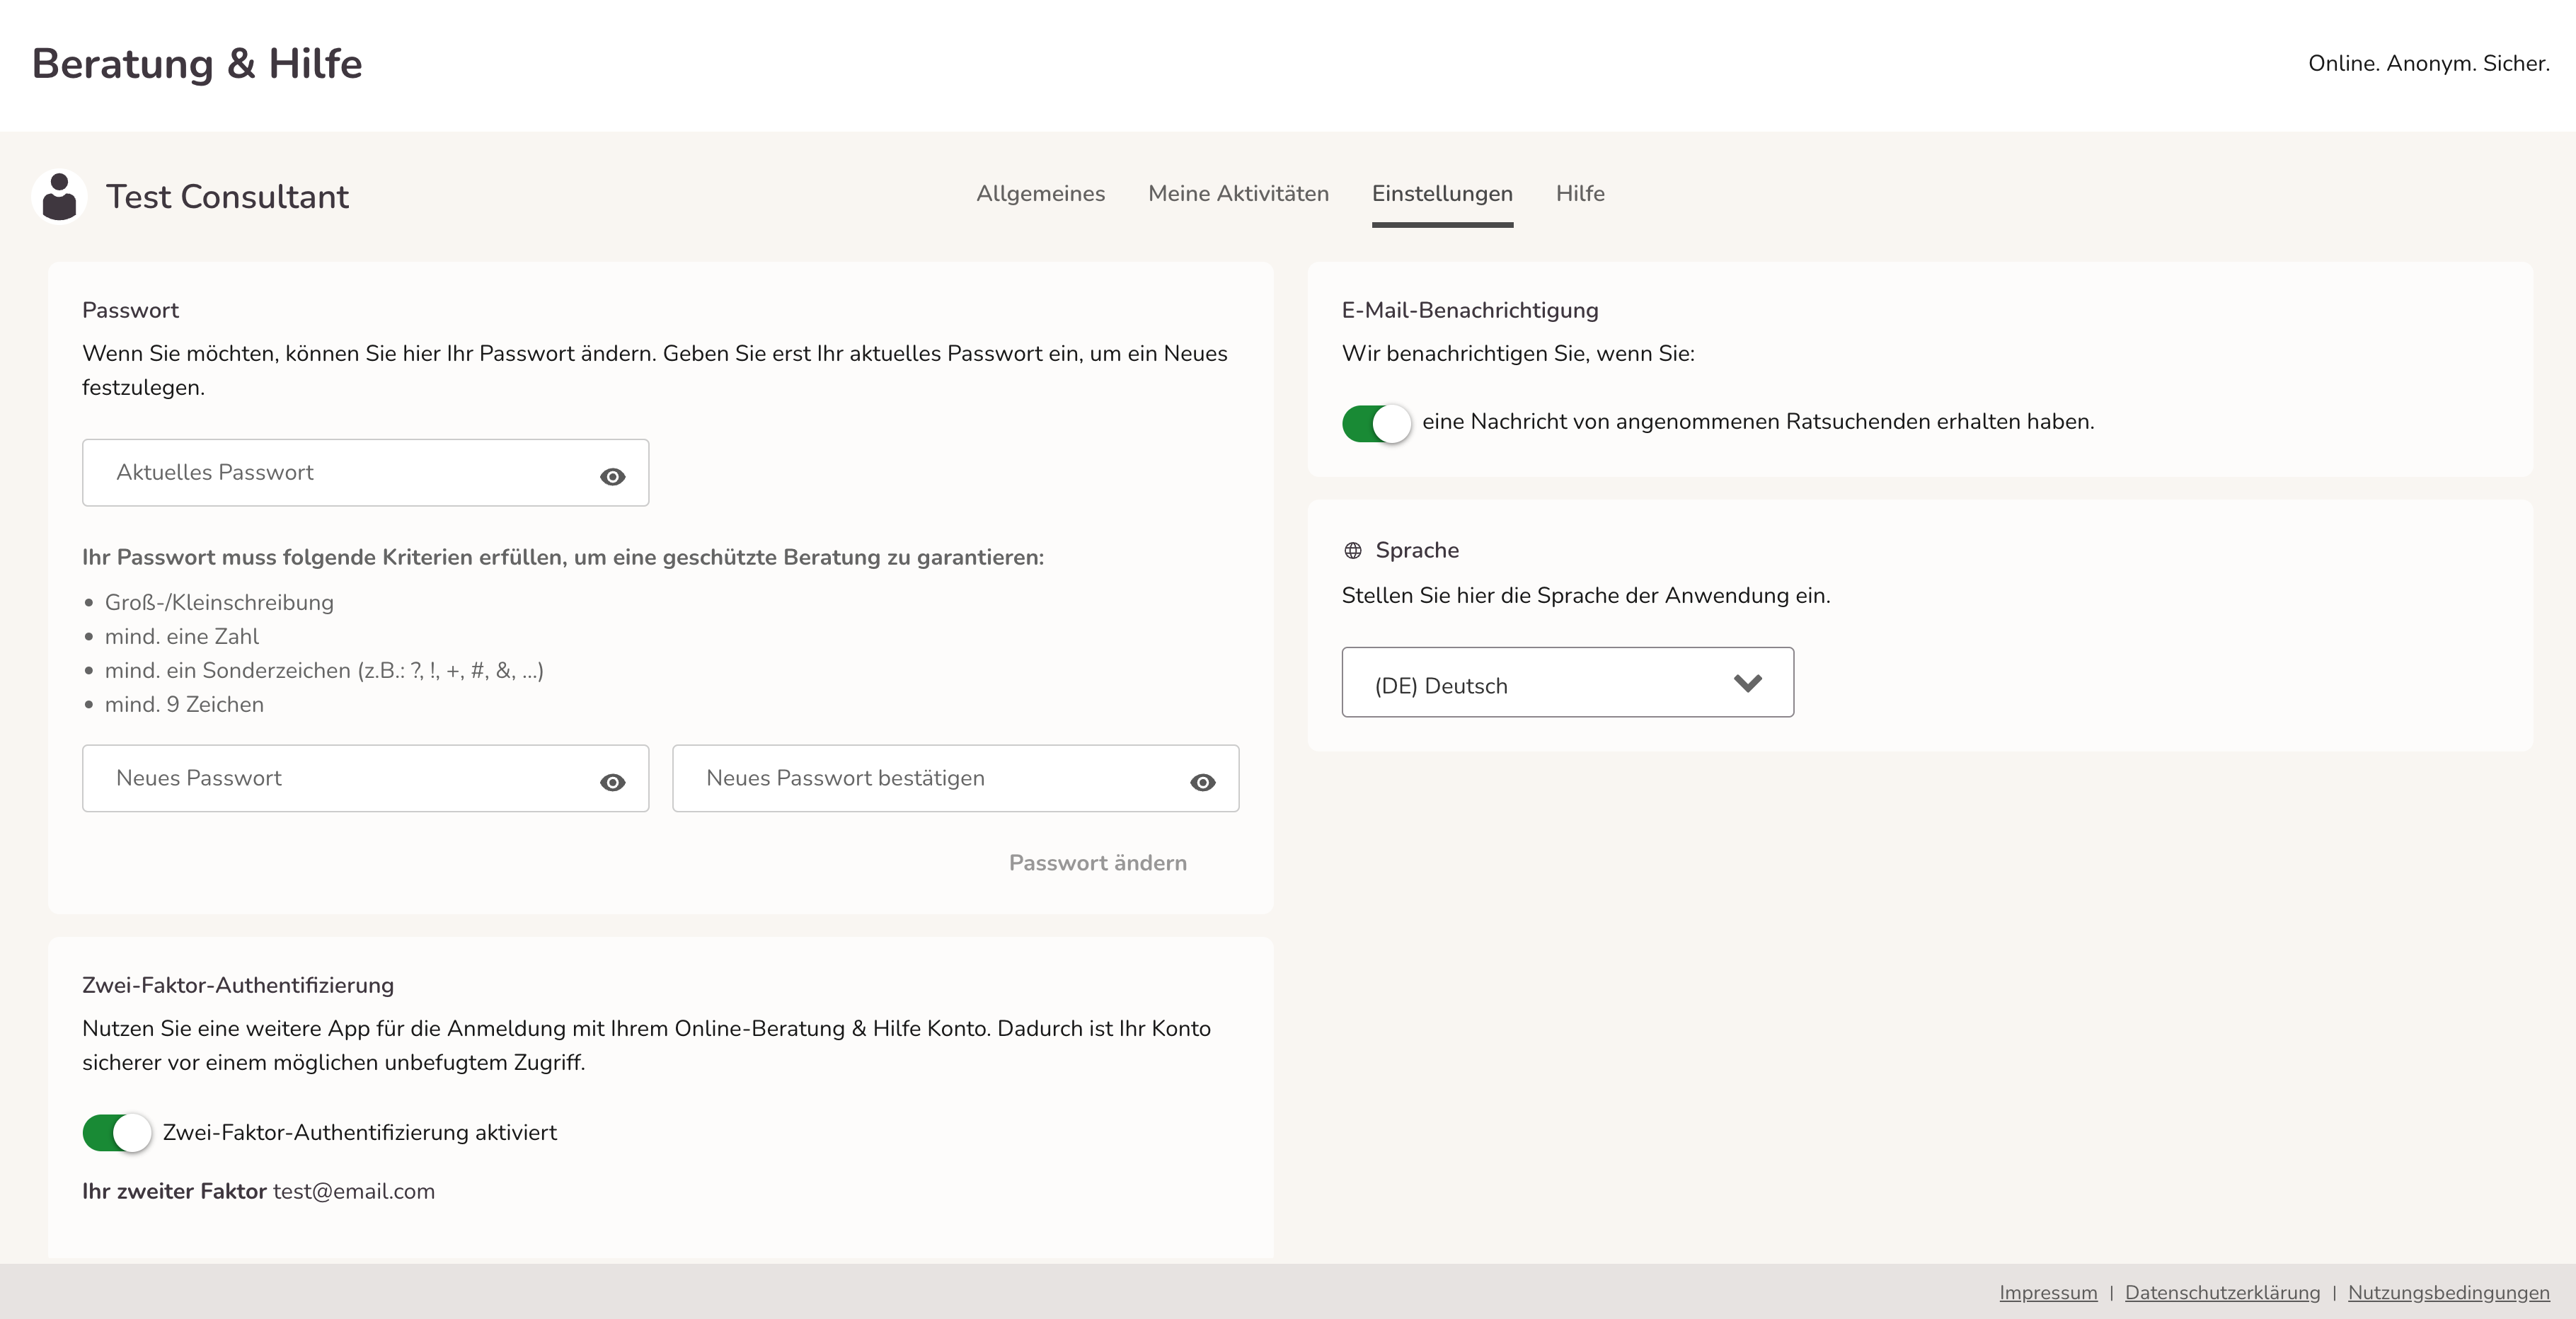 Beratung & Hilfe
Online. Anonym. Sicher.
Test Consultant
Allgemeines
Meine Aktivitäten
Einstellungen
Hilfe
Passwort
Wenn Sie möchten, können Sie hier Ihr Passwort ändern. Geben Sie erst Ihr aktuelles Passwort ein, um ein Neues
festzulegen.
Aktuelles Passwort
Ihr Passwort muss folgende Kriterien erfüllen, um eine geschützte Beratung zu garantieren:
• Groß-/Kleinschreibung
• mind. eine Zahl
• mind. ein Sonderzeichen (z.B.: ?, !, +, #, &, ...)
• mind. 9 Zeichen
Neues Passwort
Neues Passwort bestätigen
Passwort ändern
Zwei-Faktor-Authentifizierung
Nutzen Sie eine weitere App für die Anmeldung mit Ihrem Online-Beratung & Hilfe Konto. Dadurch ist Ihr Konto
sicherer vor einem möglichen unbefugtem Zugriff.
Zwei-Faktor-Authentifizierung aktiviert
Ihr zweiter Faktor test@email.com
E-Mail-Benachrichtigung
Wir benachrichtigen Sie, wenn Sie:
eine Nachricht von angenommenen Ratsuchenden erhalten haben.
Sprache
Stellen Sie hier die Sprache der Anwendung ein.
(DE) Deutsch
Impressum | Datenschutzerklärung | Nutzungsbedingungen